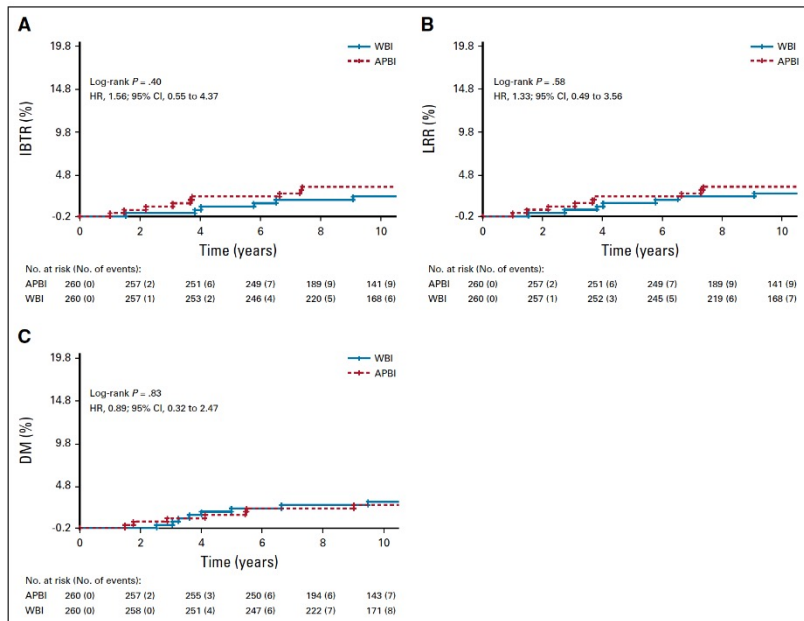 A
19.8
14.8
9.8
4.8
-0.2
IBTR (%)
WBI
APBI
Log-rank P = .40
HR, 1.56; 95% CI, 0.55 to 4.37
0 2 4 6 8 10
Time (years)
No. at risk (No. of events):
APBI 260 (0) 257 (2) 251 (6) 249 (7) 189 (9) 141 (9)
WBI 260 (0) 257 (1) 253 (2) 246 (4) 220 (5) 168 (6)
B
19.8
14.8
9.8
4.8
-0.2
LRR (%)
WBI
APBI
Log-rank P = .58
HR, 1.33; 95% CI, 0.49 to 3.56
0 2 4 6 8 10
Time (years)
No. at risk (No. of events):
APBI 260 (0) 257 (2) 251 (6) 249 (7) 189 (9) 141 (9)
WBI 260 (0) 257 (1) 252 (3) 245 (5) 219 (6) 168 (7)
C
19.8
14.8
9.8
4.8
-0.2
DM (%)
WBI
APBI
Log-rank P = .83
HR, 0.89; 95% CI, 0.32 to 2.47
0 2 4 6 8 10
Time (years)
No. at risk (No. of events):
APBI 260 (0) 257 (2) 255 (3) 250 (6) 194 (6) 143 (7)
WBI 260 (0) 258 (0) 251 (4) 247 (6) 222 (7) 171 (8)